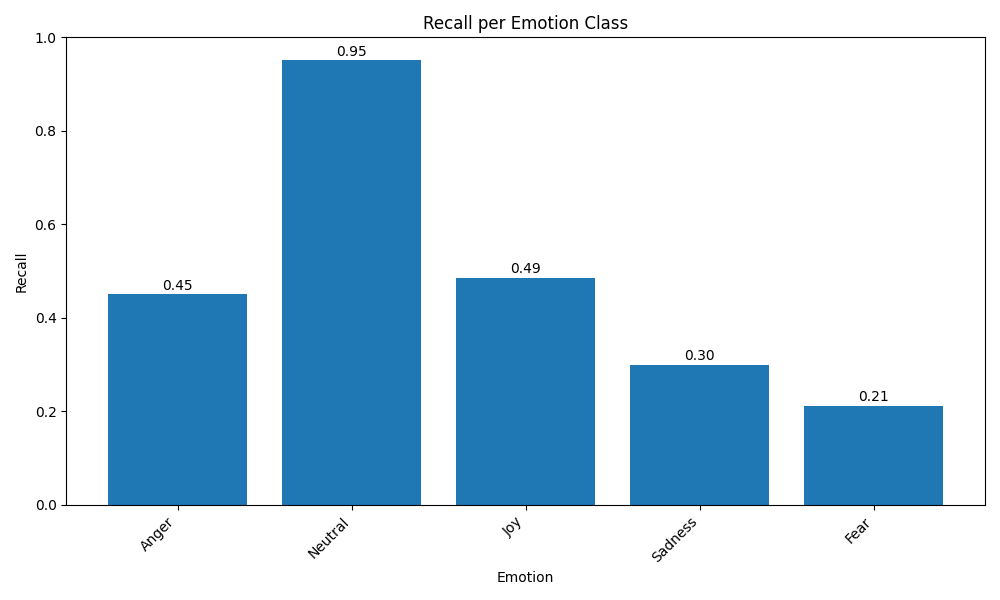 Recall per Emotion Class
1.0
0.8
0.6
0.4
0.2
0.0
Recall
0.45
0.95
0.49
0.30
0.21
Anger
Neutral
Joy
Sadness
Fear
Emotion